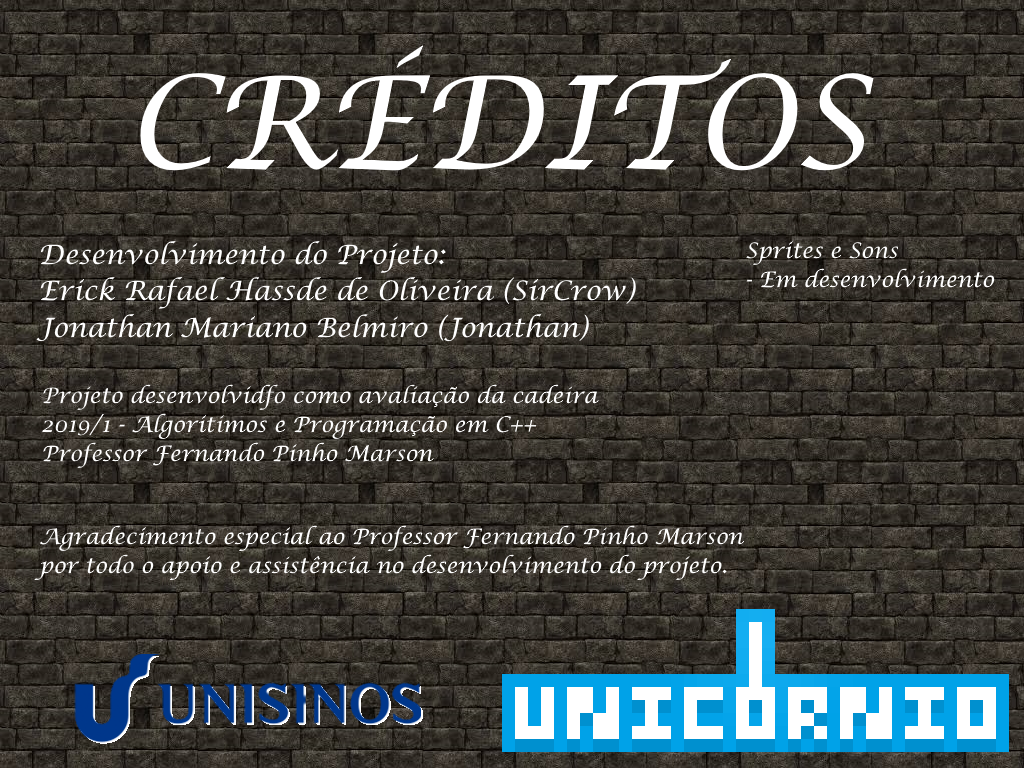 CRÉDITOS
Desenvolvimento do Projeto:
Erick Rafael Hassde de Oliveira (SirCrow)
Jonathan Mariano Belmiro (Jonathan)
Sprites e Sons
- Em desenvolvimento
Projeto desenvolvidfo como avaliação da cadeira
2019/1 - Algoritimos e Programação em C++
Professor Fernando Pinho Marson
Agradecimento especial ao Professor Fernando Pinho Marson
por todo o apoio e assistência no desenvolvimento do projeto.
UNISINOS
UNICORNIO